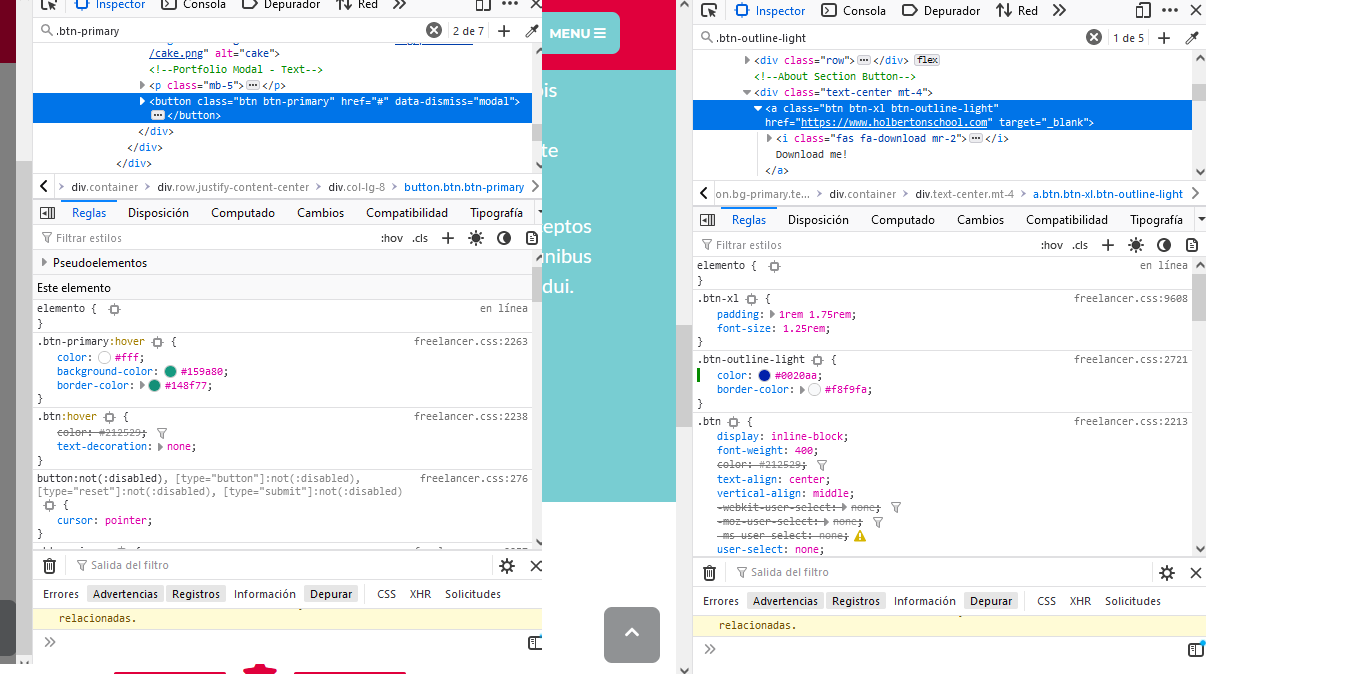 Inspector
Consola
Depurador
Red
.btn-primary
2 de 7
/cake.png" alt="cake">
<!--Portfolio Modal - Text-->
<p class="mb-5"> </p>
<button class="btn btn-primary" href="#" data-dismiss="modal">
</button>
</div>
</div>
</div>
div.container
div.row.justify-content-center
div.col-lg-8
button.btn.btn-primary
Reglas
Disposición
Computado
Cambios
Compatibilidad
Tipografía
Filtrar estilos
:hov
.cls
Pseudoelementos
Este elemento
elemento {
en línea
}
.btn-primary:hover {
freelancer.css:2263
color: #fff;
background-color: #159a80;
border-color: #148f77;
}
.btn:hover {
freelancer.css:2238
color: #212529;
text-decoration: none;
}
button:not(:disabled), [type="button"]:not(:disabled),
freelancer.css:276
[type="reset"]:not(:disabled), [type="submit"]:not(:disabled)
{
cursor: pointer;
}
Salida del filtro
Errores
Advertencias
Registros
Información
Depurar
CSS
XHR
Solicitudes
relacionadas.
MENU
is
te
eptos
nibus
dui.
Inspector
Consola
Depurador
Red
.btn-outline-light
1 de 5
<div class="row"> </div> flex
<!--About Section Button-->
<div class="text-center mt-4">
<a class="btn btn-xl btn-outline-light"
href="https://www.holbertonschool.com" target="_blank">
<i class="fas fa-download mr-2"> </i>
Download me!
</a>
on.bg-primary.te...
div.container
div.text-center.mt-4
a.btn.btn-xl.btn-outline-light
Reglas
Disposición
Computado
Cambios
Compatibilidad
Tipografía
Filtrar estilos
:hov
.cls
elemento {
en línea
}
.btn-xl {
freelancer.css:9608
padding: 1rem 1.75rem;
font-size: 1.25rem;
}
.btn-outline-light {
freelancer.css:2721
color: #0020aa;
border-color: #f8f9fa;
}
.btn {
freelancer.css:2213
display: inline-block;
font-weight: 400;
color: #212529;
text-align: center;
vertical-align: middle;
-webkit-user-select: none;
-moz-user-select: none;
-ms-user-select: none;
user-select: none;
Salida del filtro
Errores
Advertencias
Registros
Información
Depurar
CSS
XHR
Solicitudes
relacionadas.